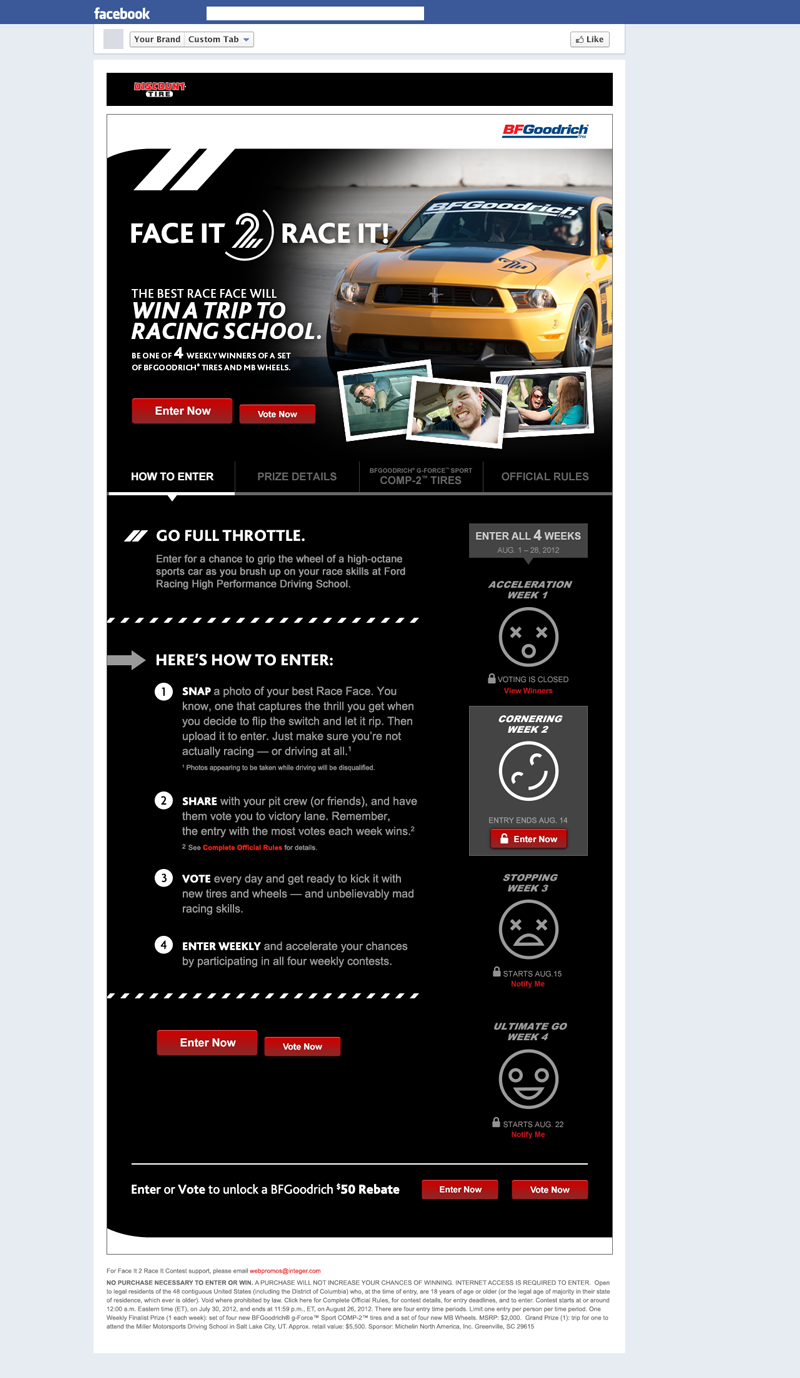 facebook
Your Brand Custom Tab
Like
DISCOUNT
TIRE
BFGoodrich
Tires
BFGoodrich
FACE IT 2 RACE IT!
THE BEST RACE FACE WILL
WIN A TRIP TO
RACING SCHOOL.
BE ONE OF 4 WEEKLY WINNERS OF A SET
OF BFGOODRICH® TIRES AND MB WHEELS.
Enter Now
Vote Now
HOW TO ENTER
PRIZE DETAILS
BFGOODRICH® G-FORCE™ SPORT
COMP-2™ TIRES
OFFICIAL RULES
GO FULL THROTTLE.
Enter for a chance to grip the wheel of a high-octane
sports car as you brush up on your race skills at Ford
Racing High Performance Driving School.
HERE'S HOW TO ENTER:
1 SNAP a photo of your best Race Face. You
know, one that captures the thrill you get when
you decide to flip the switch and let it rip. Then
upload it to enter. Just make sure you're not
actually racing — or driving at all.¹
¹ Photos appearing to be taken while driving will be disqualified.
2 SHARE with your pit crew (or friends), and have
them vote you to victory lane. Remember,
the entry with the most votes each week wins.²
² See Complete Official Rules for details.
3 VOTE every day and get ready to kick it with
new tires and wheels — and unbelievably mad
racing skills.
4 ENTER WEEKLY and accelerate your chances
by participating in all four weekly contests.
Enter Now
Vote Now
ENTER ALL 4 WEEKS
AUG. 1 – 28, 2012
ACCELERATION
WEEK 1
VOTING IS CLOSED
View Winners
CORNERING
WEEK 2
ENTRY ENDS AUG. 14
Enter Now
STOPPING
WEEK 3
STARTS AUG.15
Notify Me
ULTIMATE GO
WEEK 4
STARTS AUG. 22
Notify Me
Enter or Vote to unlock a BFGoodrich $50 Rebate
Enter Now
Vote Now
For Face It 2 Race It Contest support, please email webpromos@integer.com
NO PURCHASE NECESSARY TO ENTER OR WIN. A PURCHASE WILL NOT INCREASE YOUR CHANCES OF WINNING. INTERNET ACCESS IS REQUIRED TO ENTER. Open
to legal residents of the 48 contiguous United States (including the District of Columbia) who, at the time of entry, are 18 years of age or older (or the legal age of majority in their state
of residence, which ever is older). Void where prohibited by law. Click here for Complete Official Rules, for contest details, for entry deadlines, and to enter. Contest starts at or around
12:00 a.m. Eastern time (ET), on July 30, 2012, and ends at 11:59 p.m., ET, on August 26, 2012. There are four entry time periods. Limit one entry per person per time period. One
Weekly Finalist Prize (1 each week): set of four new BFGoodrich® g-Force™ Sport COMP-2™ tires and a set of four new MB Wheels. MSRP: $2,000. Grand Prize (1): trip for one to
attend the Miller Motorsports Driving School in Salt Lake City, UT. Approx. retail value: $5,500. Sponsor: Michelin North America, Inc. Greenville, SC 29615